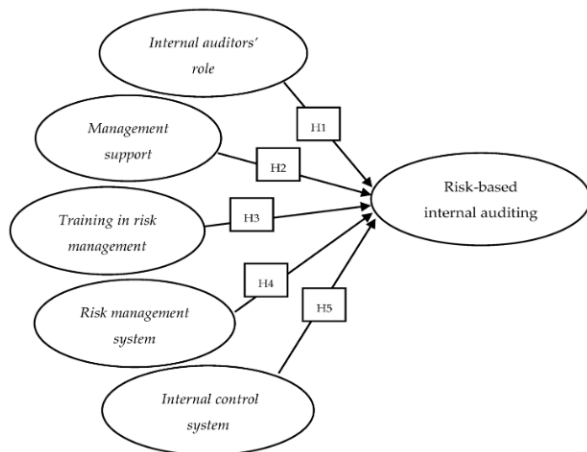 Internal auditors'
role
H1
Management
support
H2
Risk-based
internal auditing
Training in risk
management
H3
H4
Risk management
system
H5
Internal control
system